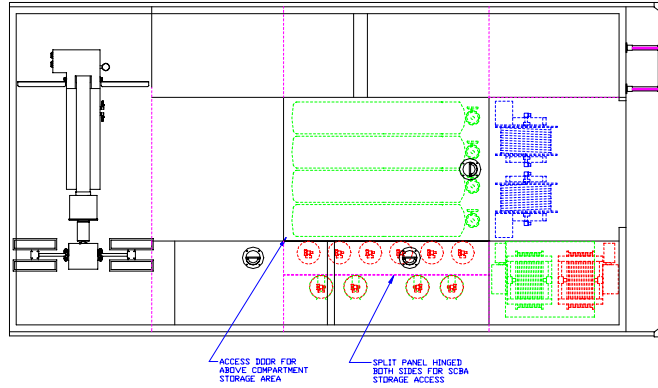 ACCESS DOOR FOR
ABOVE COMPARTMENT
STORAGE AREA
SPLIT PANEL HINGED
BOTH SIDES FOR SCBA
STORAGE ACCESS